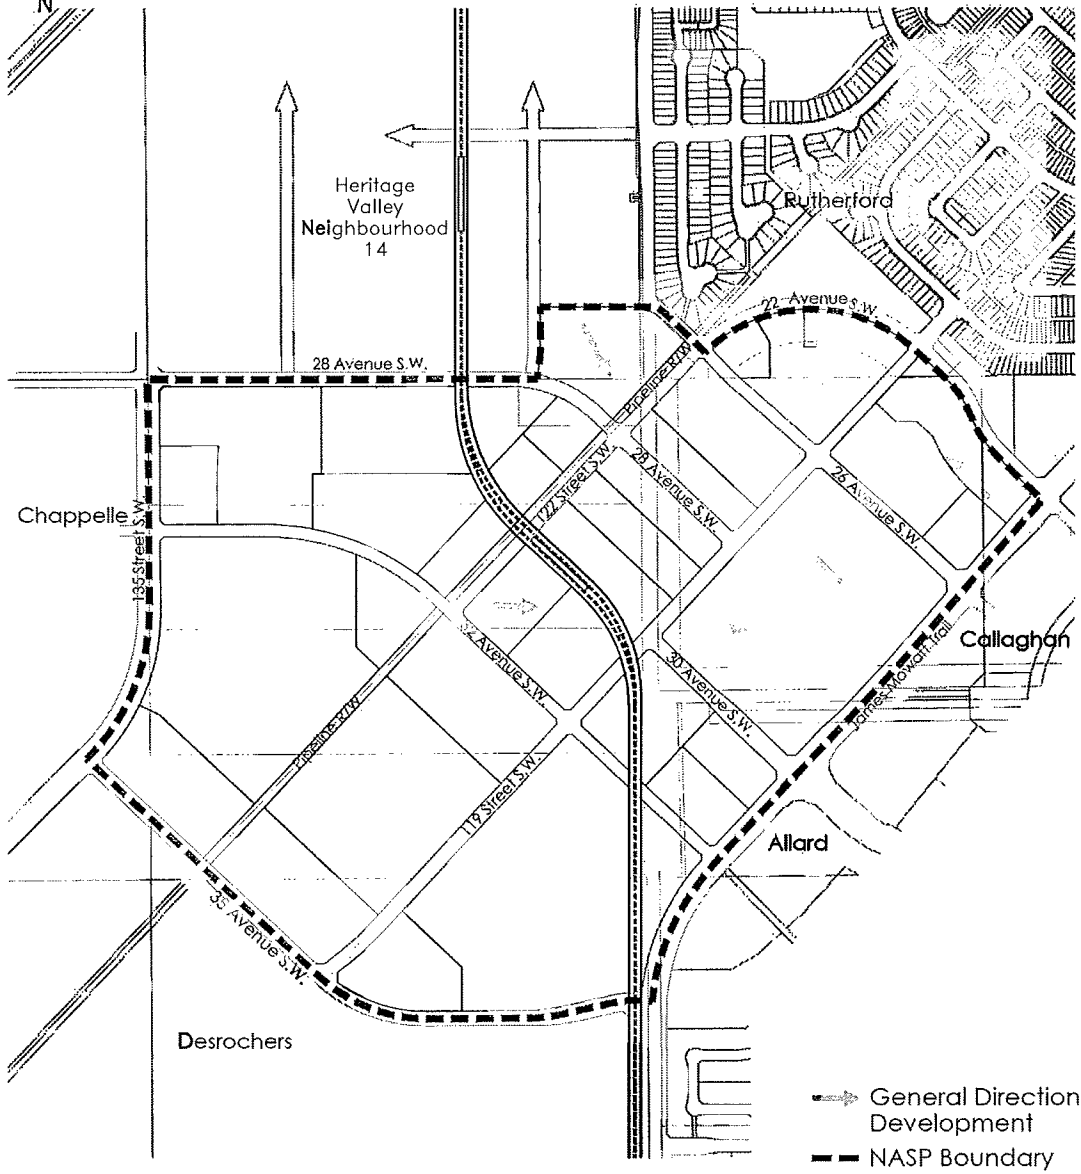 N
Heritage
Valley
Neighbourhood
14
Rutherford
22 Avenue S.W.
28 Avenue S.W.
Pipeline R/W
122 Street S.W.
28 Avenue S.W.
26 Avenue S.W.
Chappelle
135 Street S.W.
32 Avenue S.W.
30 Avenue S.W.
Callaghan
James Mowatt Trail
Pipeline R/W
119 Street S.W.
Allard
35 Avenue S.W.
Desrochers
General Direction
Development
NASP Boundary